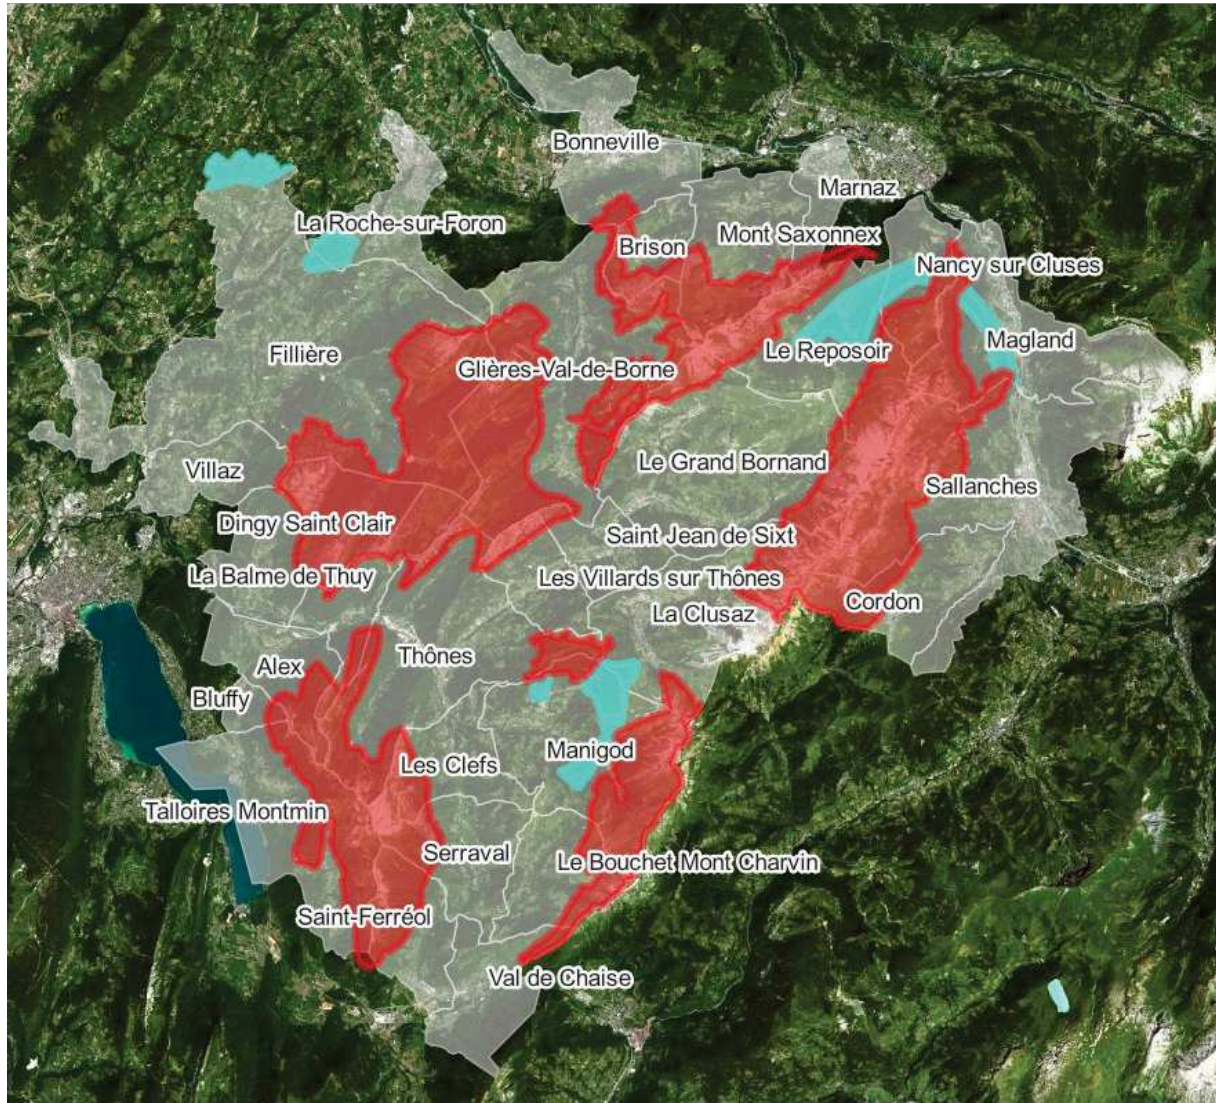 Bonneville
Marnaz
La Roche-sur-Foron
Brison
Mont Saxonnex
Nancy sur Cluses
Fillière
Glières-Val-de-Borne
Le Reposoir
Magland
Villaz
Le Grand Bornand
Sallanches
Dingy Saint Clair
Saint Jean de Sixt
La Balme de Thuy
Les Villards sur Thônes
La Clusaz
Cordon
Alex
Thônes
Bluffy
Les Clefs
Manigod
Talloires Montmin
Serraval
Le Bouchet Mont Charvin
Saint-Ferréol
Val de Chaise